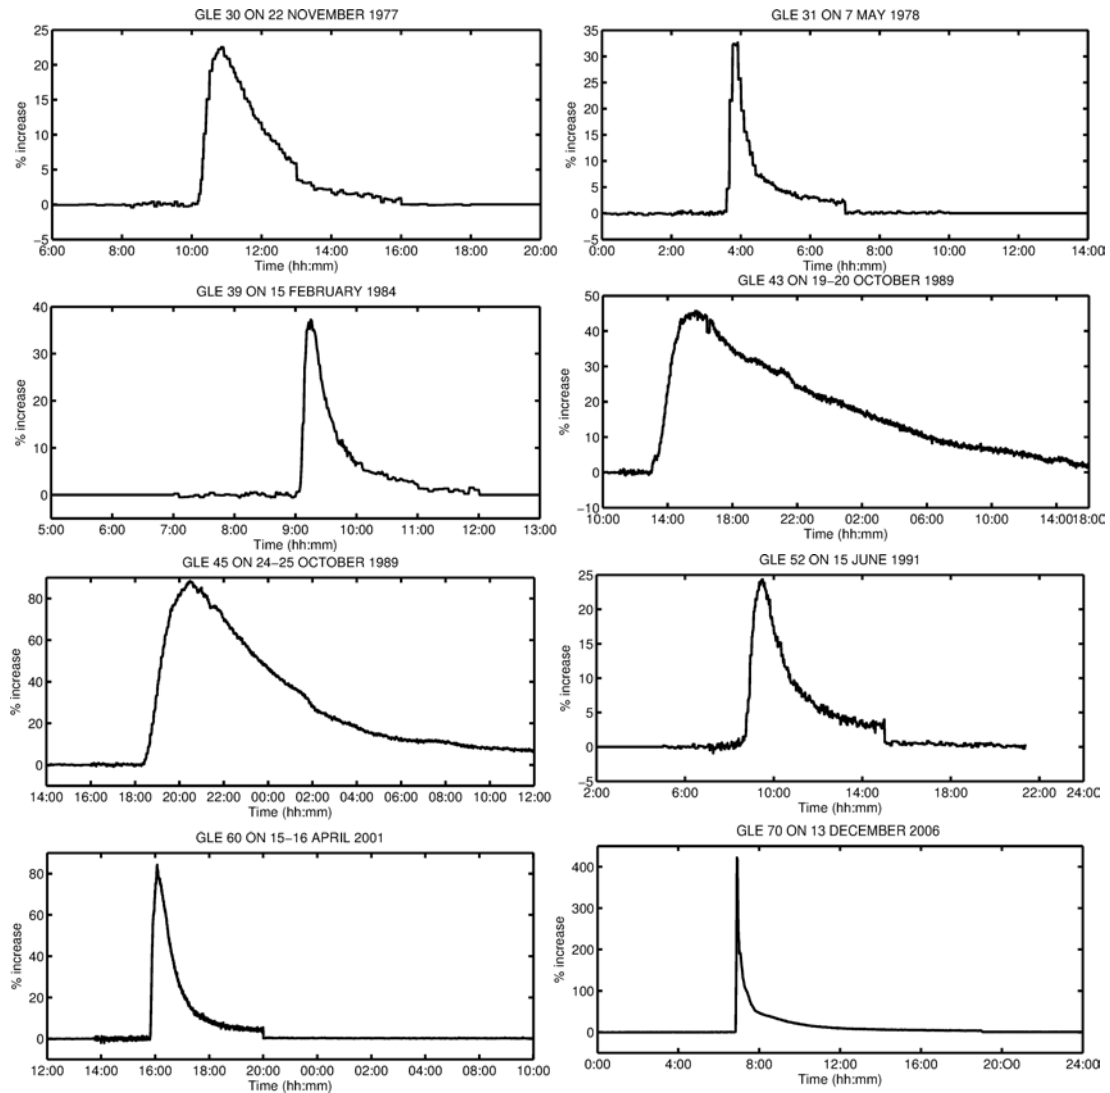 GLE 30 ON 22 NOVEMBER 1977
25
20
15
10
5
0
−5
% increase
6:00 8:00 10:00 12:00 14:00 16:00 18:00 20:00
Time (hh:mm)
GLE 31 ON 7 MAY 1978
35
30
25
20
15
10
5
0
−5
% increase
0:00 2:00 4:00 6:00 8:00 10:00 12:00 14:00
Time (hh:mm)
GLE 39 ON 15 FEBRUARY 1984
40
30
20
10
0
% increase
5:00 6:00 7:00 8:00 9:00 10:00 11:00 12:00 13:00
Time (hh:mm)
GLE 43 ON 19−20 OCTOBER 1989
50
40
30
20
10
0
−10
% increase
10:00 14:00 18:00 22:00 02:00 06:00 10:00 14:00 18:00
Time (hh:mm)
GLE 45 ON 24−25 OCTOBER 1989
80
60
40
20
0
% increase
14:00 16:00 18:00 20:00 22:00 00:00 02:00 04:00 06:00 08:00 10:00 12:00
Time (hh:mm)
GLE 52 ON 15 JUNE 1991
25
20
15
10
5
0
−5
% increase
2:00 6:00 10:00 14:00 18:00 22:00 24:00
Time (hh:mm)
GLE 60 ON 15−16 APRIL 2001
80
60
40
20
0
% increase
12:00 14:00 16:00 18:00 20:00 22:00 00:00 02:00 04:00 06:00 08:00 10:00
Time (hh:mm)
GLE 70 ON 13 DECEMBER 2006
400
300
200
100
0
% increase
0:00 4:00 8:00 12:00 16:00 20:00 24:00
Time (hh:mm)